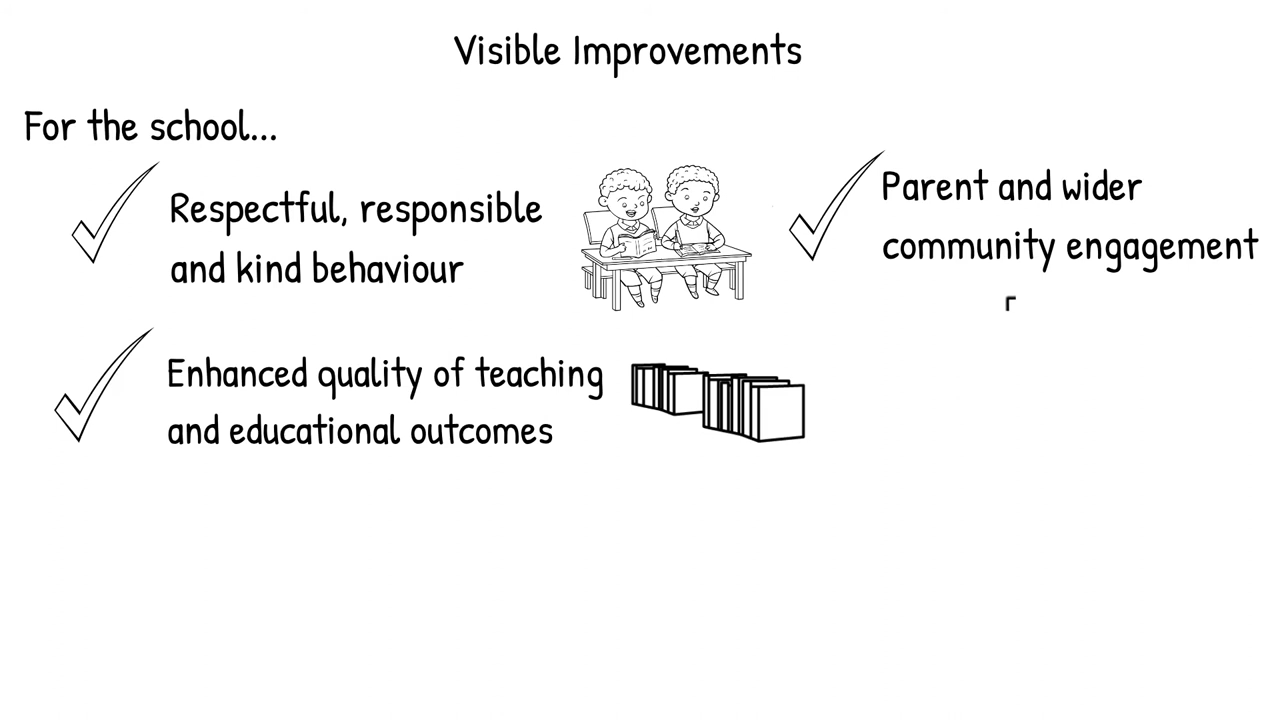 Visible Improvements
For the school...
Respectful, responsible
and kind behaviour
Enhanced quality of teaching
and educational outcomes
Parent and wider
community engagement